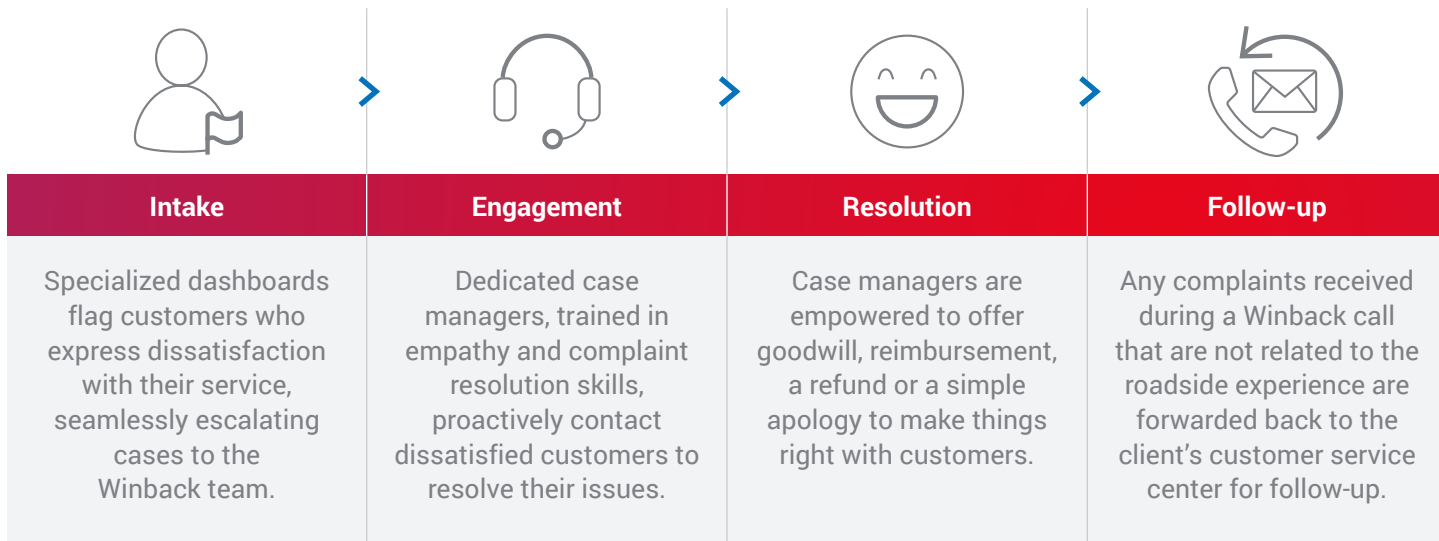 Intake
Specialized dashboards
flag customers who
express dissatisfaction
with their service,
seamlessly escalating
cases to the
Winback team.
Engagement
Dedicated case
managers, trained in
empathy and complaint
resolution skills,
proactively contact
dissatisfied customers to
resolve their issues.
Resolution
Case managers are
empowered to offer
goodwill, reimbursement,
a refund or a simple
apology to make things
right with customers.
Follow-up
Any complaints received
during a Winback call
that are not related to the
roadside experience are
forwarded back to the
client’s customer service
center for follow-up.